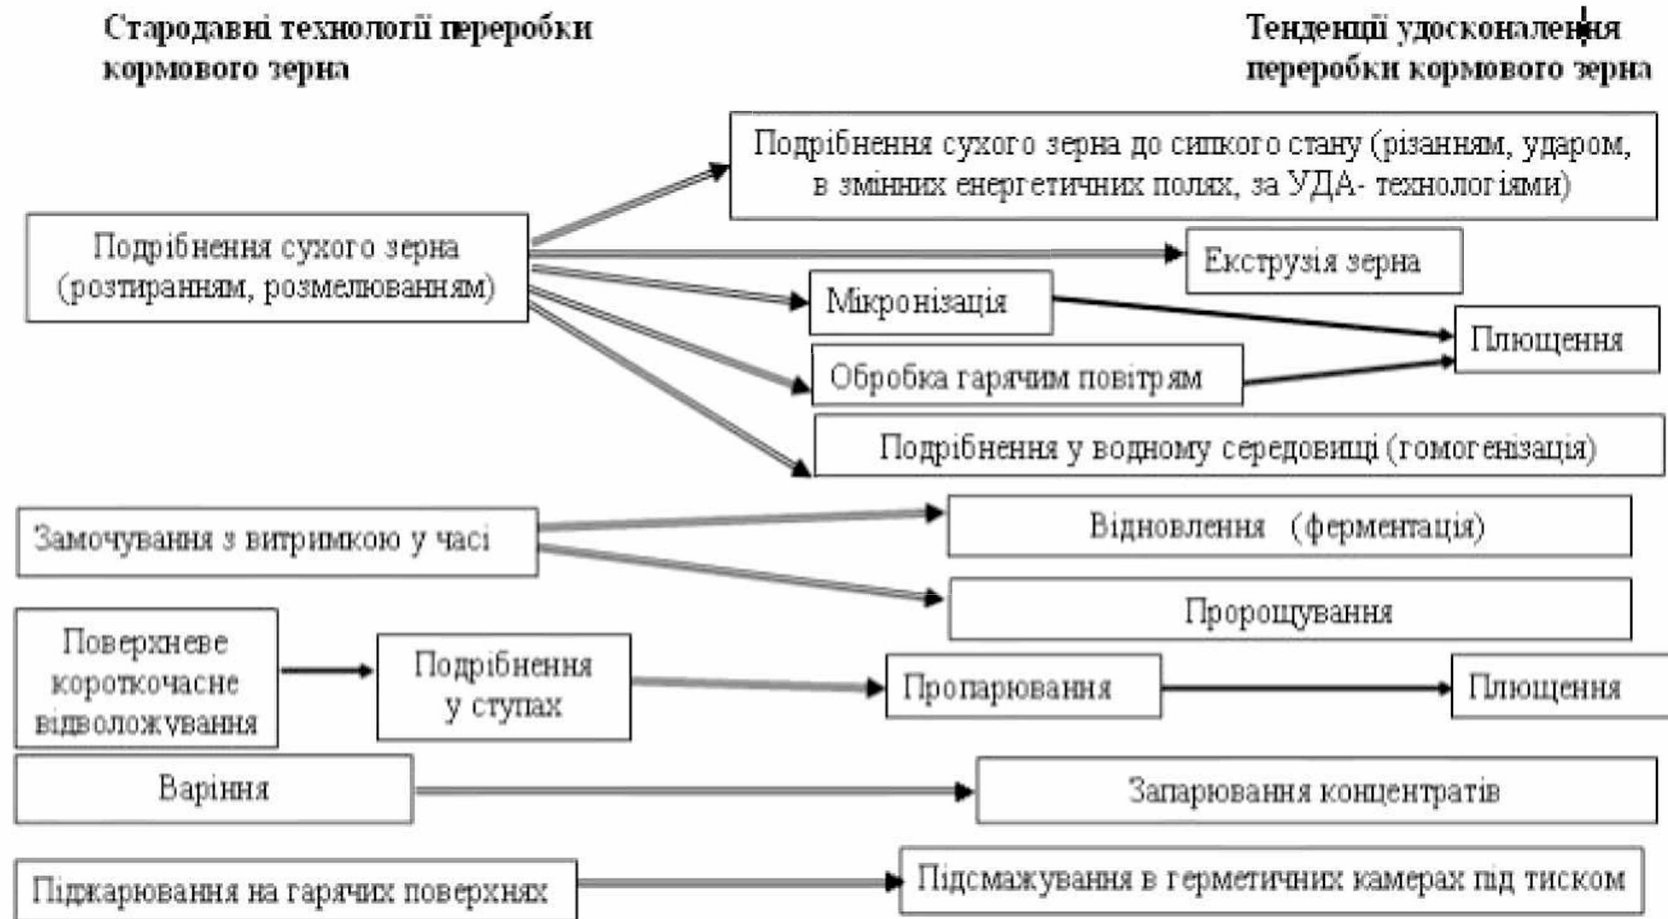 Стародавні технології переробки
кормового зерна
Тенденції удосконалення
переробки кормового зерна
Подрібнення сухого зерна
(розтиранням, розмелюванням)
Подрібнення сухого зерна до сипкого стану (різанням, ударом,
в змінних енергетичних полях, за УДА- технологіями)
Екструзія зерна
Мікронізація
Плющення
Обробка гарячим повітрям
Подрібнення у водному середовищі (гомогенізація)
Замочування з витримкою у часі
Відновлення (ферментація)
Пророщування
Поверхневе
короткочасне
відволожування
Подрібнення
у ступах
Пропарювання
Плющення
Варіння
Запарювання концентратів
Піджарювання на гарячих поверхнях
Підсмажування в герметичних камерах під тиском